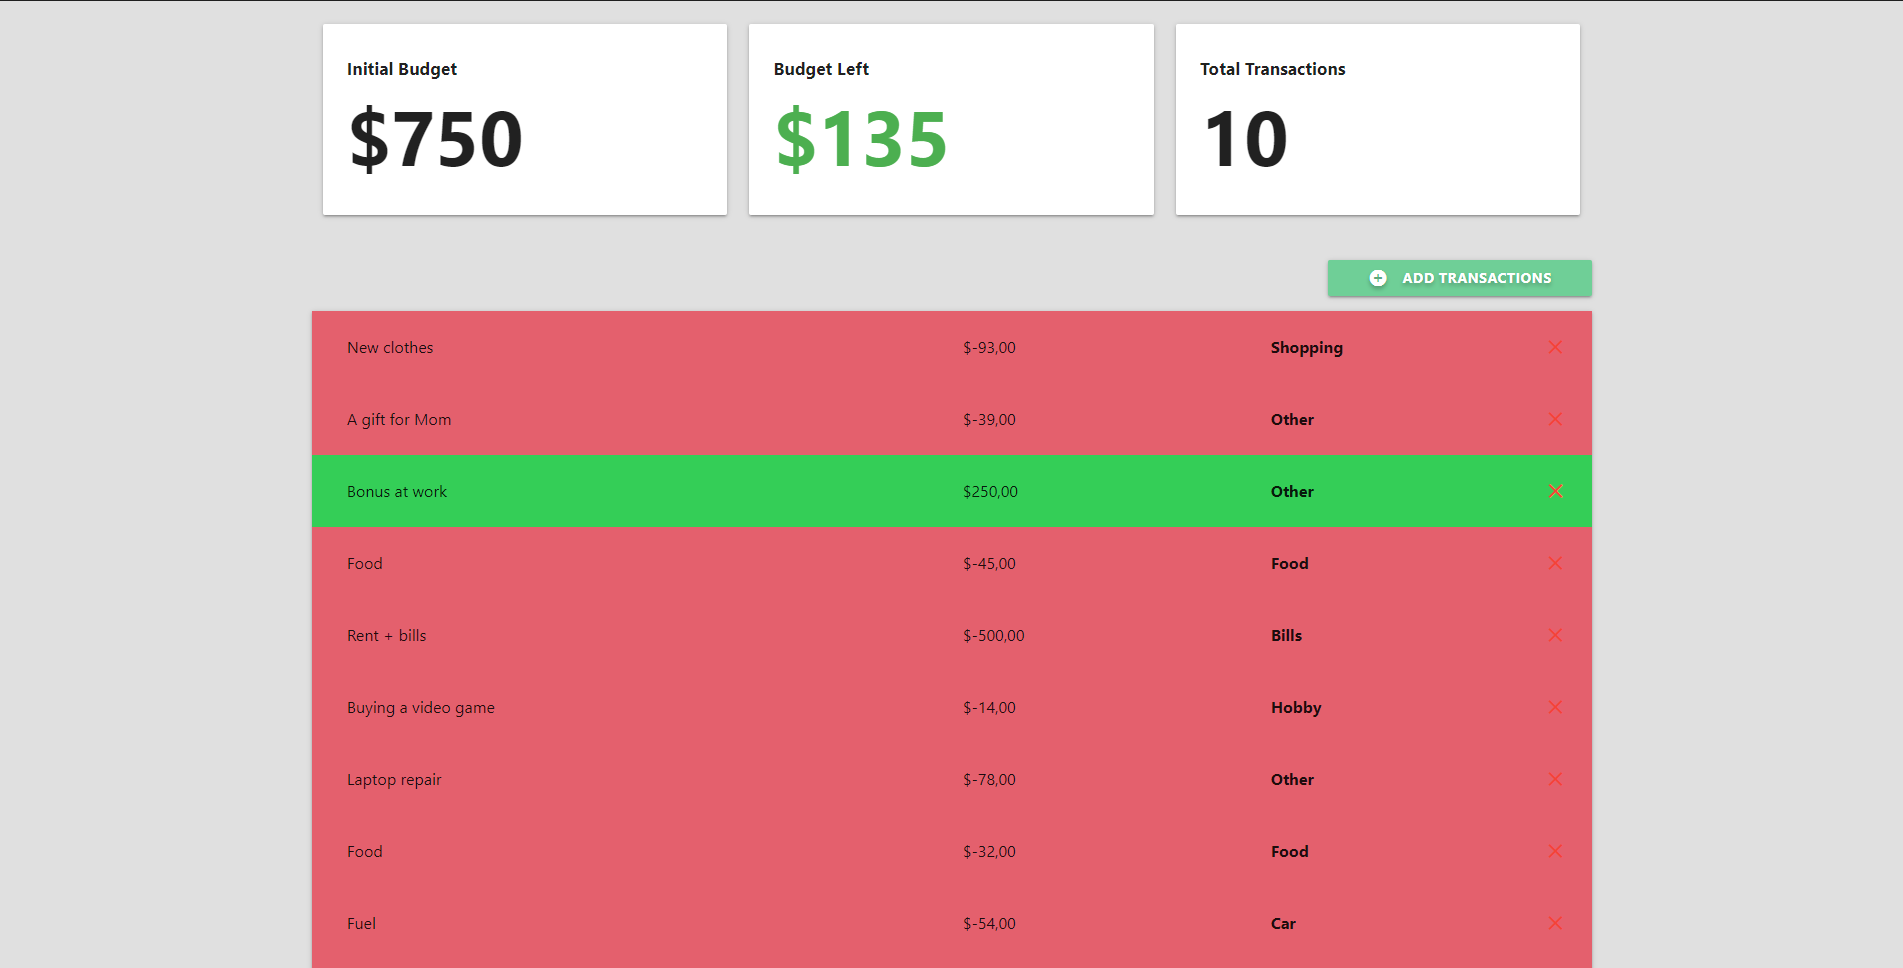 Initial Budget
$750
Budget Left
$135
Total Transactions
10
ADD TRANSACTIONS
New clothes $-93,00 Shopping
A gift for Mom $-39,00 Other
Bonus at work $250,00 Other
Food $-45,00 Food
Rent + bills $-500,00 Bills
Buying a video game $-14,00 Hobby
Laptop repair $-78,00 Other
Food $-32,00 Food
Fuel $-54,00 Car